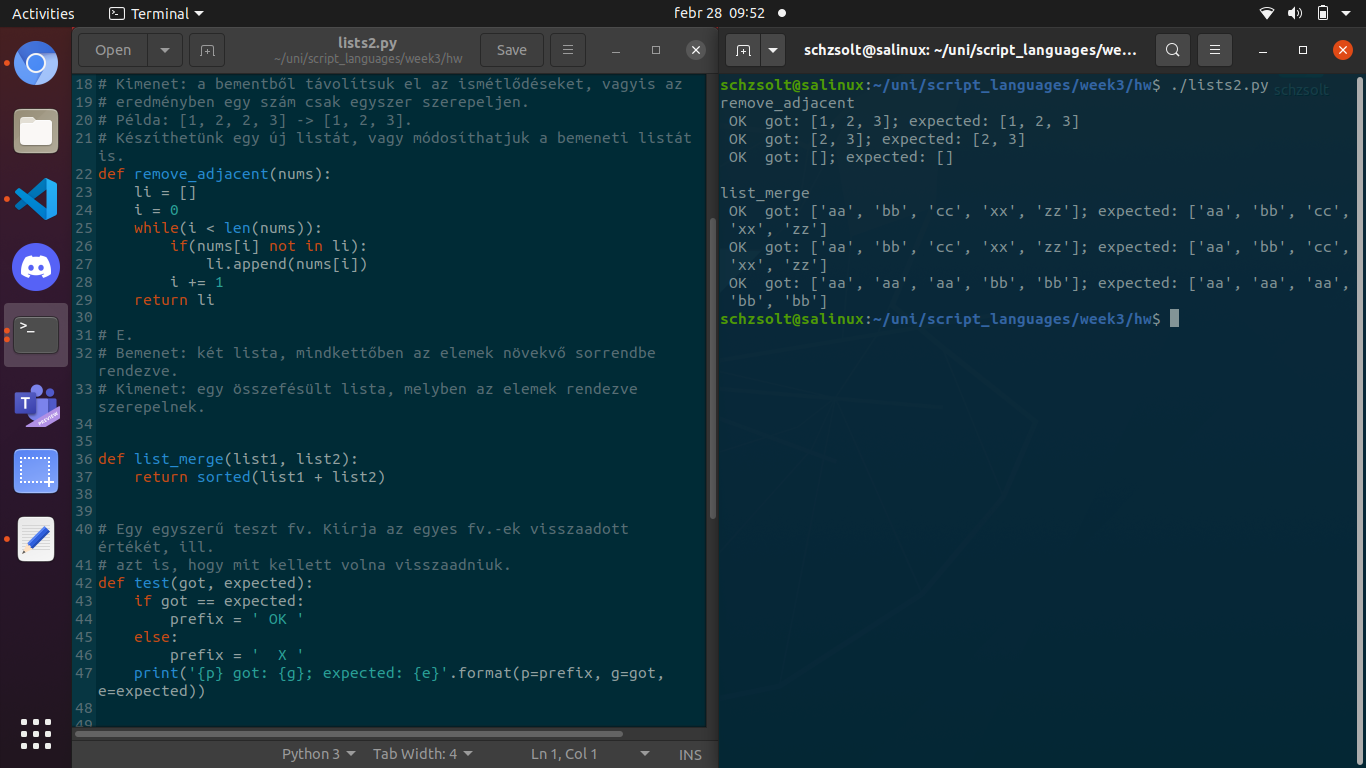 Activities
Terminal
febr 28 09:52
Open
lists2.py
~/uni/script_languages/week3/hw
Save
18 # Kimenet: a bementből távolítsuk el az ismétlődéseket, vagyis az
19 # eredményben egy szám csak egyszer szerepeljen.
20 # Példa: [1, 2, 2, 3] -> [1, 2, 3].
21 # Készíthetünk egy új listát, vagy módosíthatjuk a bemeneti listát
is.
22 def remove_adjacent(nums):
23     li = []
24     i = 0
25     while(i < len(nums)):
26         if(nums[i] not in li):
27             li.append(nums[i])
28         i += 1
29     return li
30
31 # E.
32 # Bemenet: két lista, mindkettőben az elemek növekvő sorrendbe
rendezve.
33 # Kimenet: egy összefésült lista, melyben az elemek rendezve
szerepelnek.
34
35
36 def list_merge(list1, list2):
37     return sorted(list1 + list2)
38
39
40 # Egy egyszerű teszt fv. Kiírja az egyes fv.-ek visszaadott
értékét, ill.
41 # azt is, hogy mit kellett volna visszaadniuk.
42 def test(got, expected):
43     if got == expected:
44         prefix = ' OK '
45     else:
46         prefix = '  X '
47     print('{p} got: {g}; expected: {e}'.format(p=prefix, g=got,
e=expected))
48
49
Python 3
Tab Width: 4
Ln 1, Col 1
INS
schzsolt@salinux: ~/uni/script_languages/we...
schzsolt@salinux:~/uni/script_languages/week3/hw$ ./lists2.py
schzsolt
remove_adjacent
 OK  got: [1, 2, 3]; expected: [1, 2, 3]
 OK  got: [2, 3]; expected: [2, 3]
 OK  got: []; expected: []
list_merge
 OK  got: ['aa', 'bb', 'cc', 'xx', 'zz']; expected: ['aa', 'bb', 'cc',
 'xx', 'zz']
 OK  got: ['aa', 'bb', 'cc', 'xx', 'zz']; expected: ['aa', 'bb', 'cc',
 'xx', 'zz']
 OK  got: ['aa', 'aa', 'aa', 'bb', 'bb']; expected: ['aa', 'aa', 'aa',
 'bb', 'bb']
schzsolt@salinux:~/uni/script_languages/week3/hw$
>_
T
PREVIEW